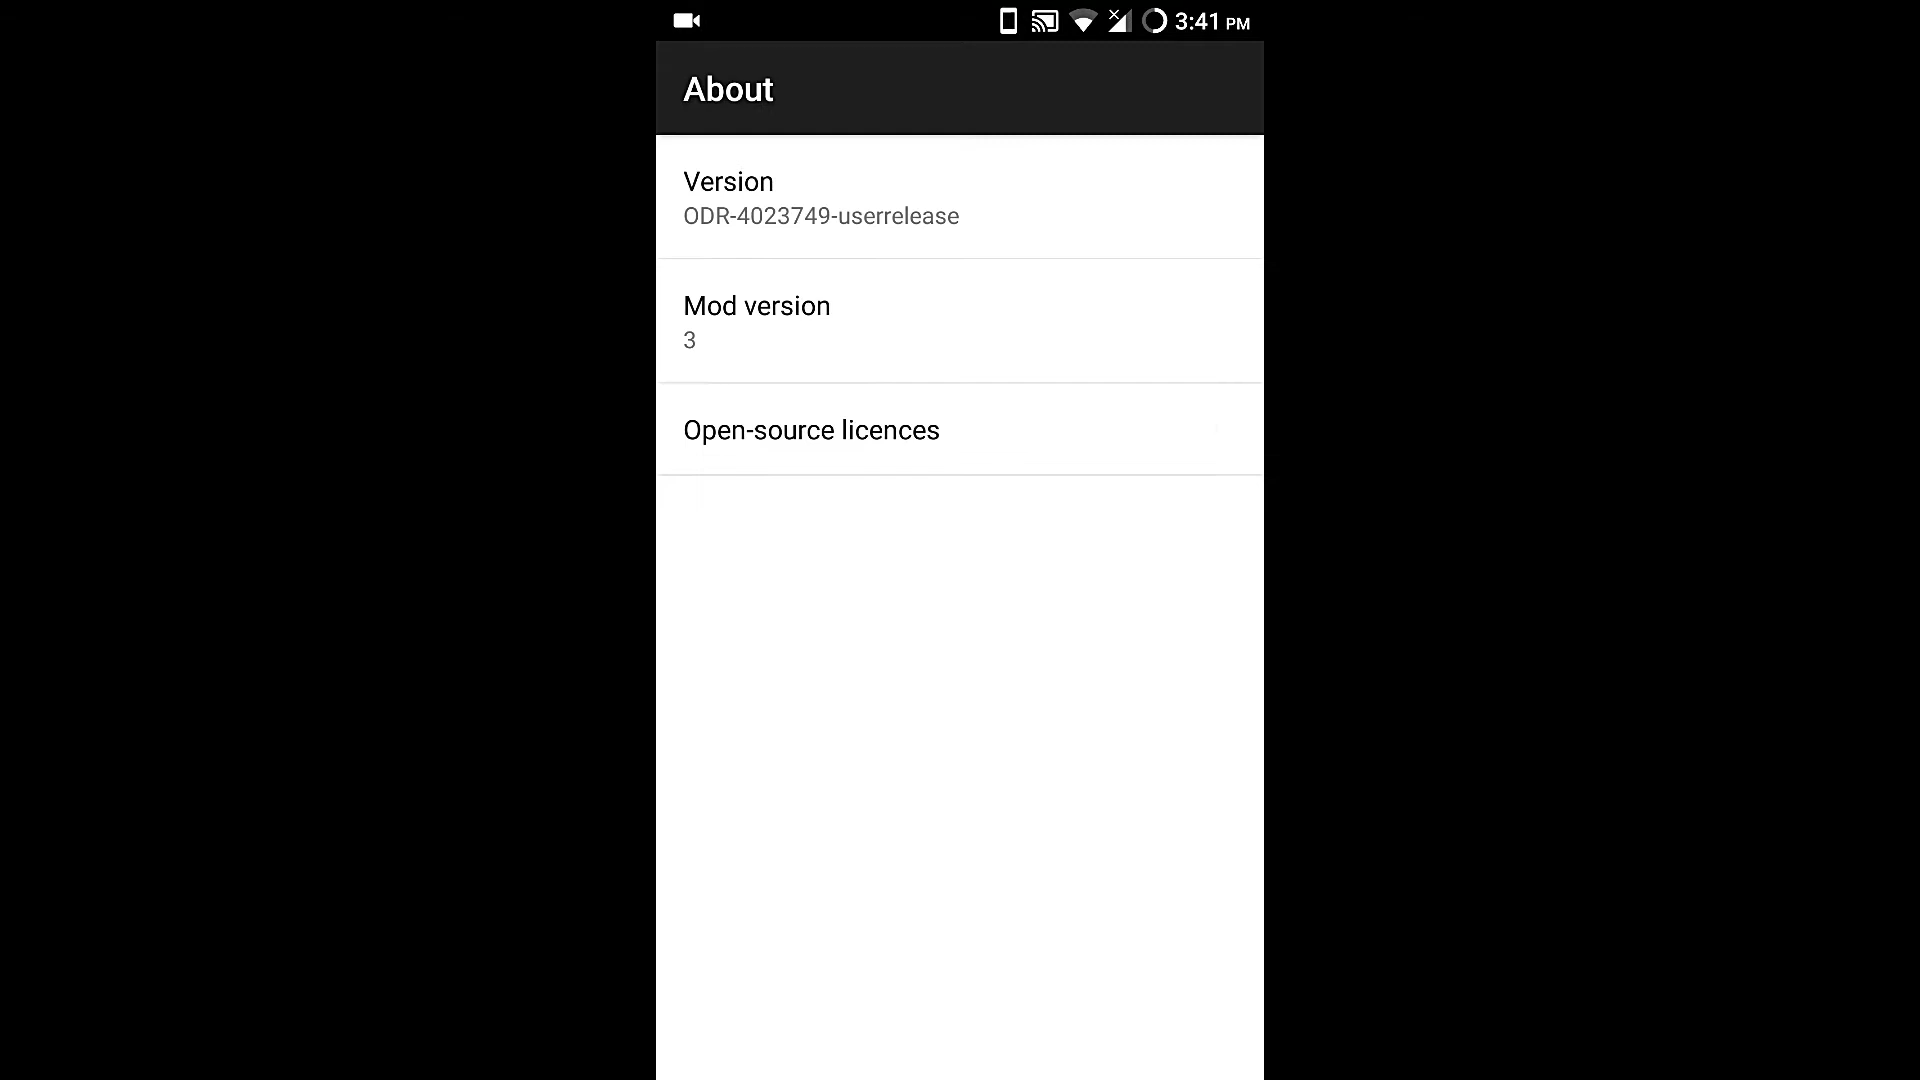 3:41 PM
About
Version
ODR-4023749-userrelease
Mod version
3
Open-source licences